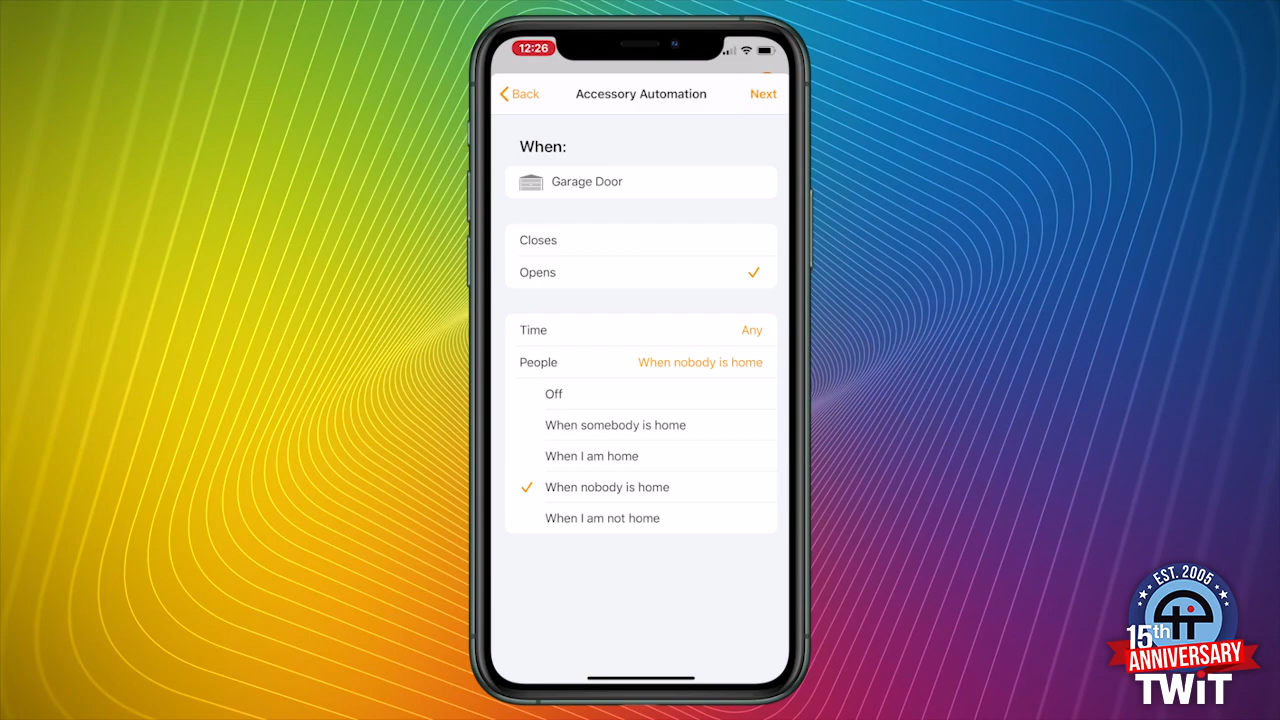 12:26
Back
Accessory Automation
Next
When:
Garage Door
Closes
Opens
Time
Any
People
When nobody is home
Off
When somebody is home
When I am home
When nobody is home
When I am not home
EST. 2005
15th
ANNIVERSARY
TWiT